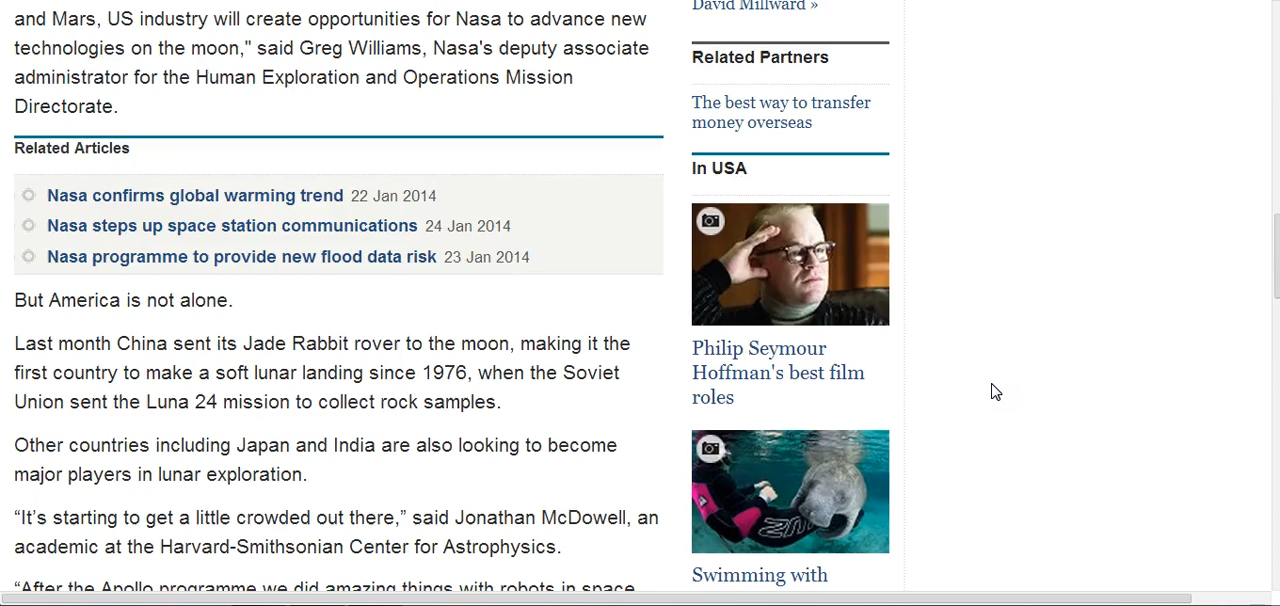 and Mars, US industry will create opportunities for Nasa to advance new
technologies on the moon," said Greg Williams, Nasa's deputy associate
administrator for the Human Exploration and Operations Mission
Directorate.
Related Articles
Nasa confirms global warming trend 22 Jan 2014
Nasa steps up space station communications 24 Jan 2014
Nasa programme to provide new flood data risk 23 Jan 2014
But America is not alone.
Last month China sent its Jade Rabbit rover to the moon, making it the
first country to make a soft lunar landing since 1976, when the Soviet
Union sent the Luna 24 mission to collect rock samples.
Other countries including Japan and India are also looking to become
major players in lunar exploration.
“It’s starting to get a little crowded out there,” said Jonathan McDowell, an
academic at the Harvard-Smithsonian Center for Astrophysics.
“After the Apollo programme we did amazing things with robots in space
David Millward »
Related Partners
The best way to transfer
money overseas
In USA
Philip Seymour
Hoffman's best film
roles
Swimming with